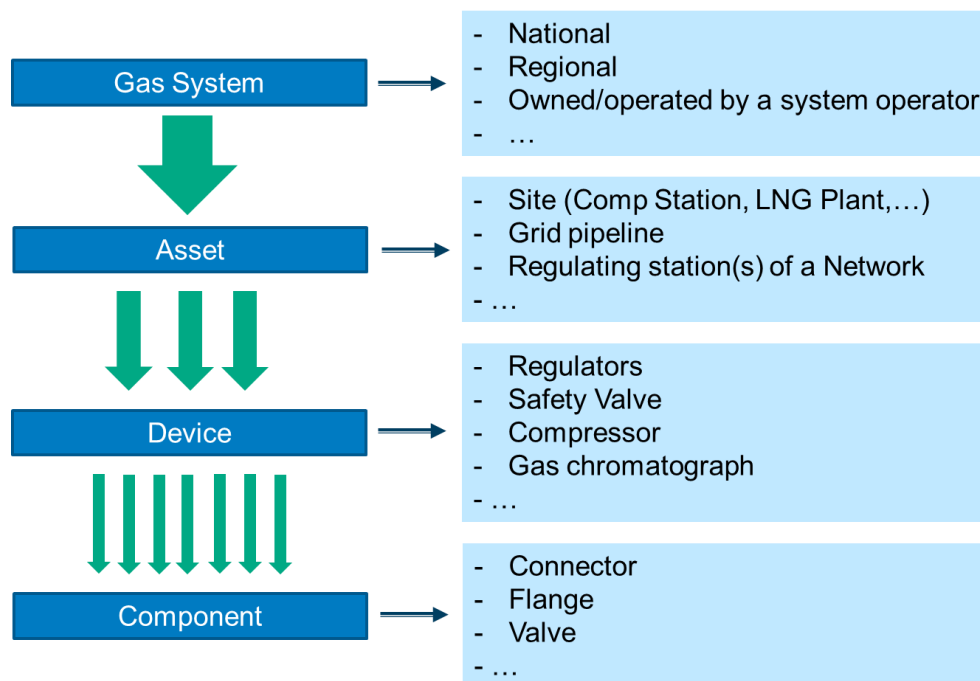 Gas System
- National
- Regional
- Owned/operated by a system operator
- …
Asset
- Site (Comp Station, LNG Plant,…)
- Grid pipeline
- Regulating station(s) of a Network
- …
Device
- Regulators
- Safety Valve
- Compressor
- Gas chromatograph
- …
Component
- Connector
- Flange
- Valve
- …